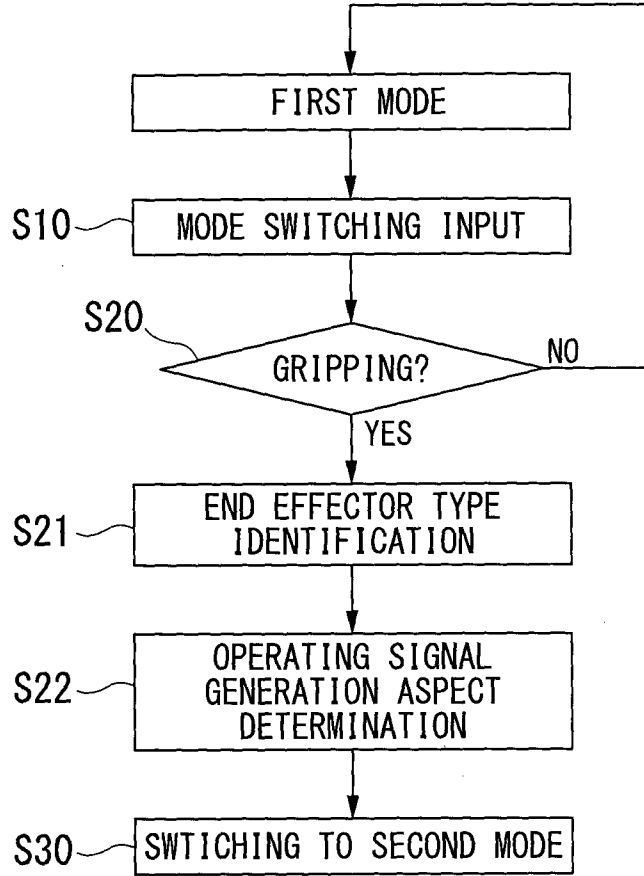 FIRST MODE
S10
MODE SWITCHING INPUT
S20
GRIPPING?
NO
YES
S21
END EFFECTOR TYPE
IDENTIFICATION
S22
OPERATING SIGNAL
GENERATION ASPECT
DETERMINATION
S30
SWTICHING TO SECOND MODE